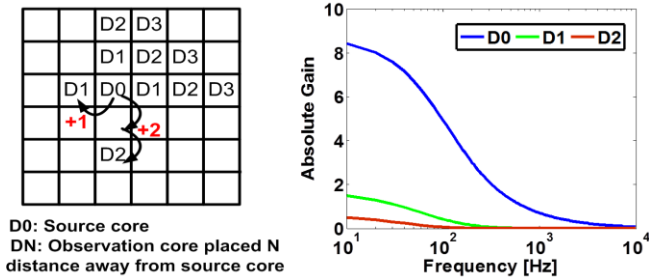 D2 D3
D1 D2 D3
D1 D0 D1 D2 D3
+1
+2
D2
D0: Source core
DN: Observation core placed N
distance away from source core
10
8
6
4
2
0
Absolute Gain
D0 D1 D2
10^1 10^2 10^3 10^4
Frequency [Hz]